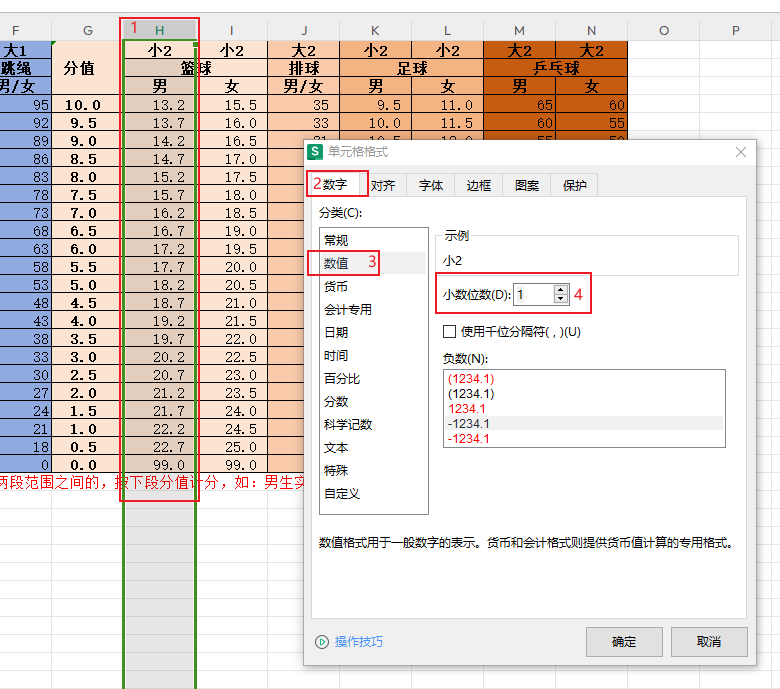 F G 1 H I J K L M N O P
大1 小2 小2 大2 小2 小2 大2 大2
跳绳 分值 篮球 排球 足球 乒乓球
男/女 男 女 男/女 男 女 男 女
95 10.0 13.2 15.5 35 9.5 11.0 65 60
92 9.5 13.7 16.0 33 10.0 11.5 60 55
89 9.0 14.2 16.5
86 8.5 14.7 17.0
83 8.0 15.2 17.5
78 7.5 15.7 18.0
73 7.0 16.2 18.5
68 6.5 16.7 19.0
63 6.0 17.2 19.5
58 5.5 17.7 20.0
53 5.0 18.2 20.5
48 4.5 18.7 21.0
43 4.0 19.2 21.5
38 3.5 19.7 22.0
33 3.0 20.2 22.5
30 2.5 20.7 23.0
27 2.0 21.2 23.5
24 1.5 21.7 24.0
21 1.0 22.2 24.5
18 0.5 22.7 25.0
0 0.0 99.0 99.0
两段范围之间的，按下段分值计分，如：男生实
S 单元格格式
2数字 对齐 字体 边框 图案 保护
分类(C):
常规
数值 3
货币
会计专用
日期
时间
百分比
分数
科学记数
文本
特殊
自定义
示例
小2
小数位数(D): 1 4
使用千位分隔符( , )(U)
负数(N):
(1234.1)
(1234.1)
1234.1
-1234.1
-1234.1
数值格式用于一般数字的表示。货币和会计格式则提供货币值计算的专用格式。
操作技巧 确定 取消